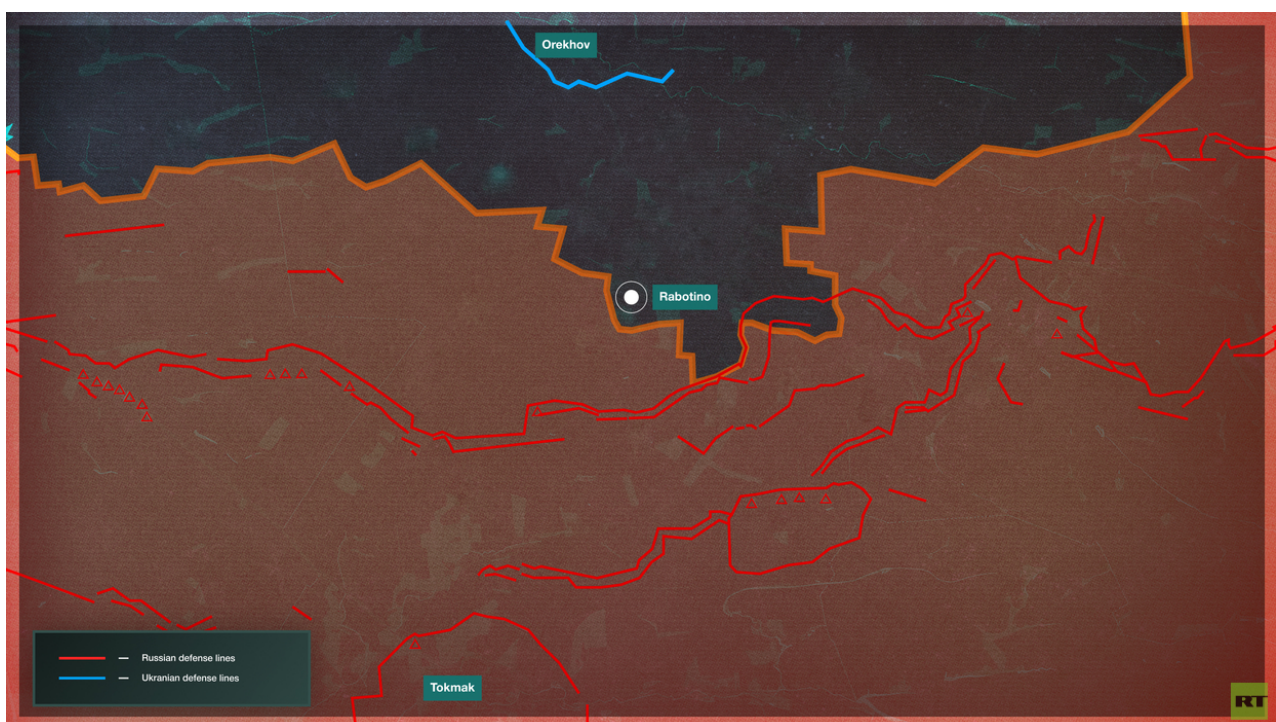 Orekhov
Rabotino
— Russian defense lines
— Ukranian defense lines
Tokmak
RT